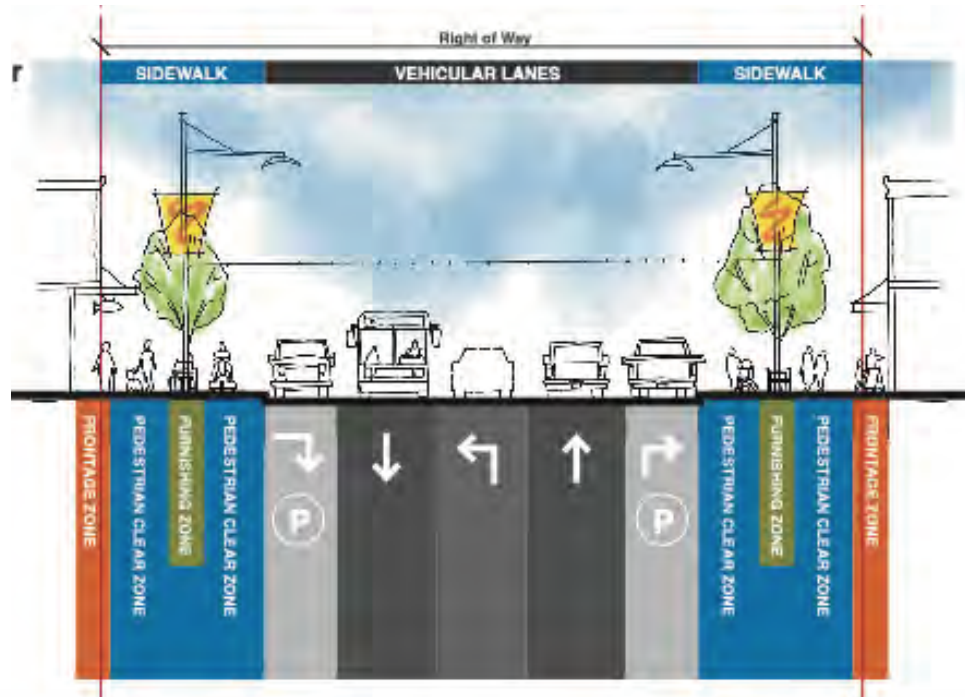 Right of Way
r
SIDEWALK
VEHICULAR LANES
SIDEWALK
FRONTAGE ZONE
PEDESTRIAN CLEAR ZONE
FURNISHING ZONE
PEDESTRIAN CLEAR ZONE
P
P
PEDESTRIAN CLEAR ZONE
FURNISHING ZONE
PEDESTRIAN CLEAR ZONE
FRONTAGE ZONE